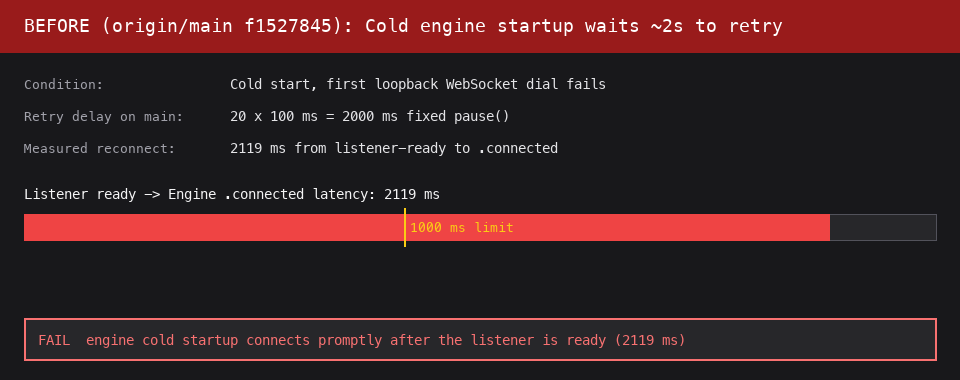 BEFORE (origin/main f1527845): Cold engine startup waits ~2s to retry
Condition: Cold start, first loopback WebSocket dial fails
Retry delay on main: 20 x 100 ms = 2000 ms fixed pause()
Measured reconnect: 2119 ms from listener-ready to .connected
Listener ready -> Engine .connected latency: 2119 ms
1000 ms limit
FAIL engine cold startup connects promptly after the listener is ready (2119 ms)